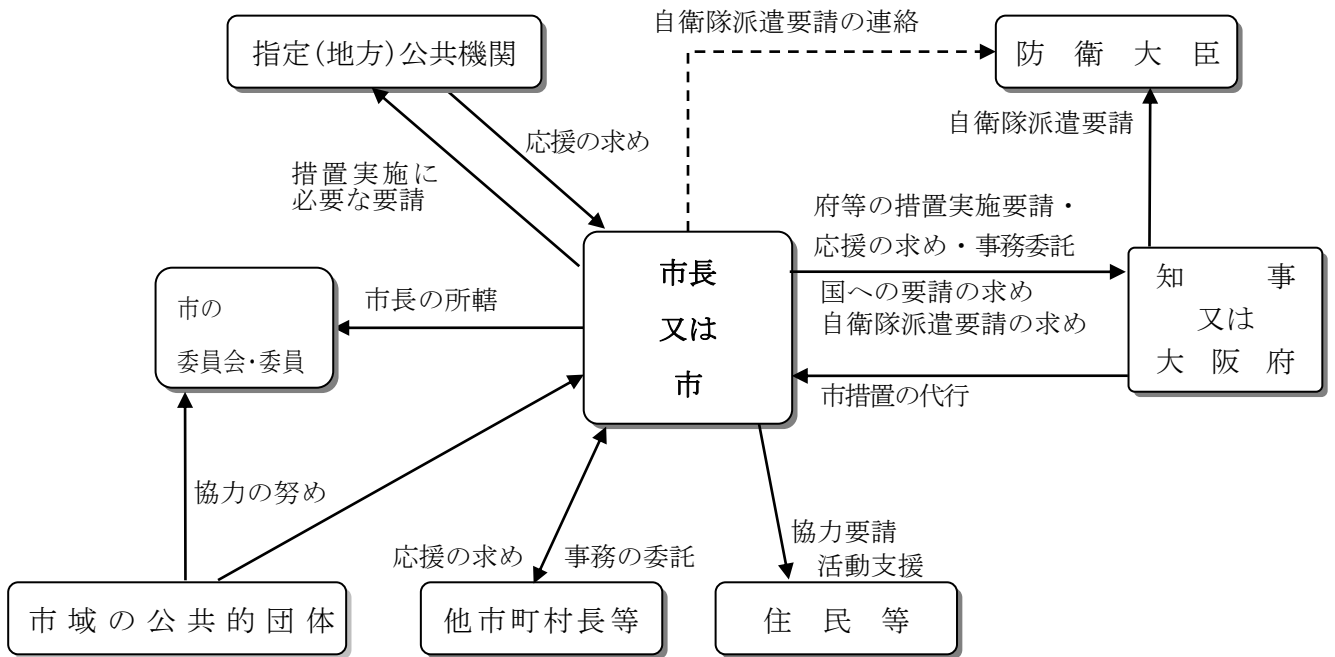 自衛隊派遣要請の連絡
指定(地方)公共機関
防衛大臣
自衛隊派遣要請
応援の求め
措置実施に
必要な要請
府等の措置実施要請・
応援の求め・事務委託
市長
又は
市
知事
又は
大阪府
国への要請の求め
自衛隊派遣要請の求め
市の
委員会・委員
市長の所轄
市措置の代行
協力の努め
応援の求め 事務の委託
協力要請
活動支援
市域の公共的団体
他市町村長等
住民等